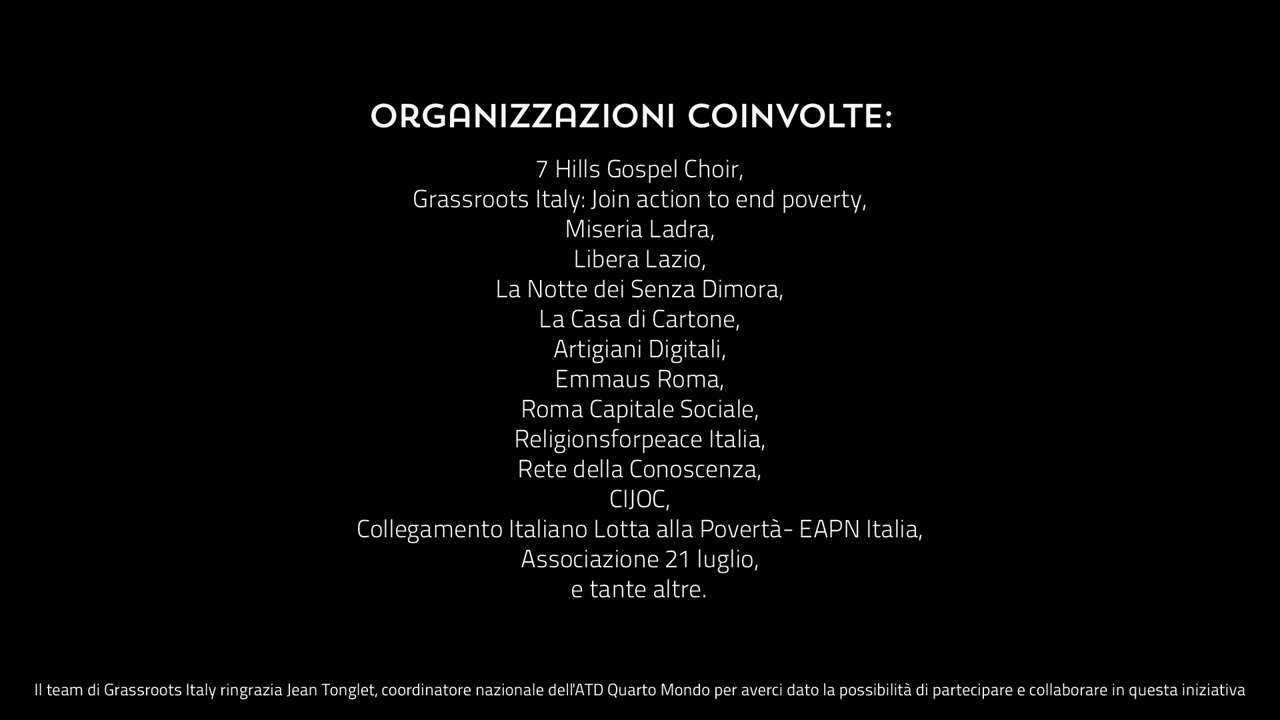 ORGANIZZAZIONI COINVOLTE:
7 Hills Gospel Choir,
Grassroots Italy: Join action to end poverty,
Miseria Ladra,
Libera Lazio,
La Notte dei Senza Dimora,
La Casa di Cartone,
Artigiani Digitali,
Emmaus Roma,
Roma Capitale Sociale,
Religionsforpeace Italia,
Rete della Conoscenza,
CIJOC,
Collegamento Italiano Lotta alla Povertà- EAPN Italia,
Associazione 21 luglio,
e tante altre.
Il team di Grassroots Italy ringrazia Jean Tonglet, coordinatore nazionale dell'ATD Quarto Mondo per averci dato la possibilità di partecipare e collaborare in questa iniziativa